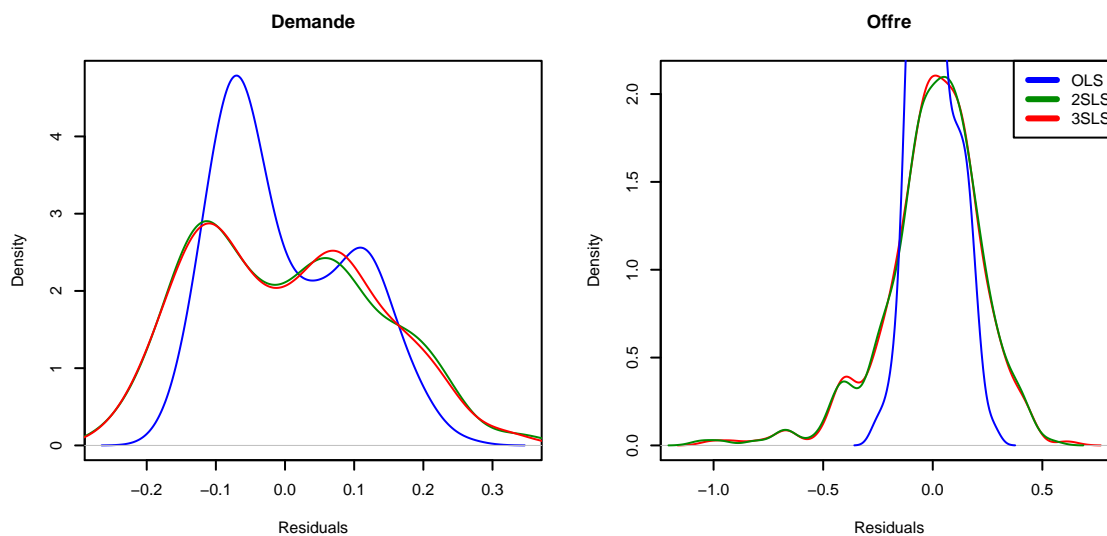 Demande
Density
0 1 2 3 4
−0.2 −0.1 0.0 0.1 0.2 0.3
Residuals
Offre
OLS
2SLS
3SLS
Density
0.0 0.5 1.0 1.5 2.0
−1.0 −0.5 0.0 0.5
Residuals